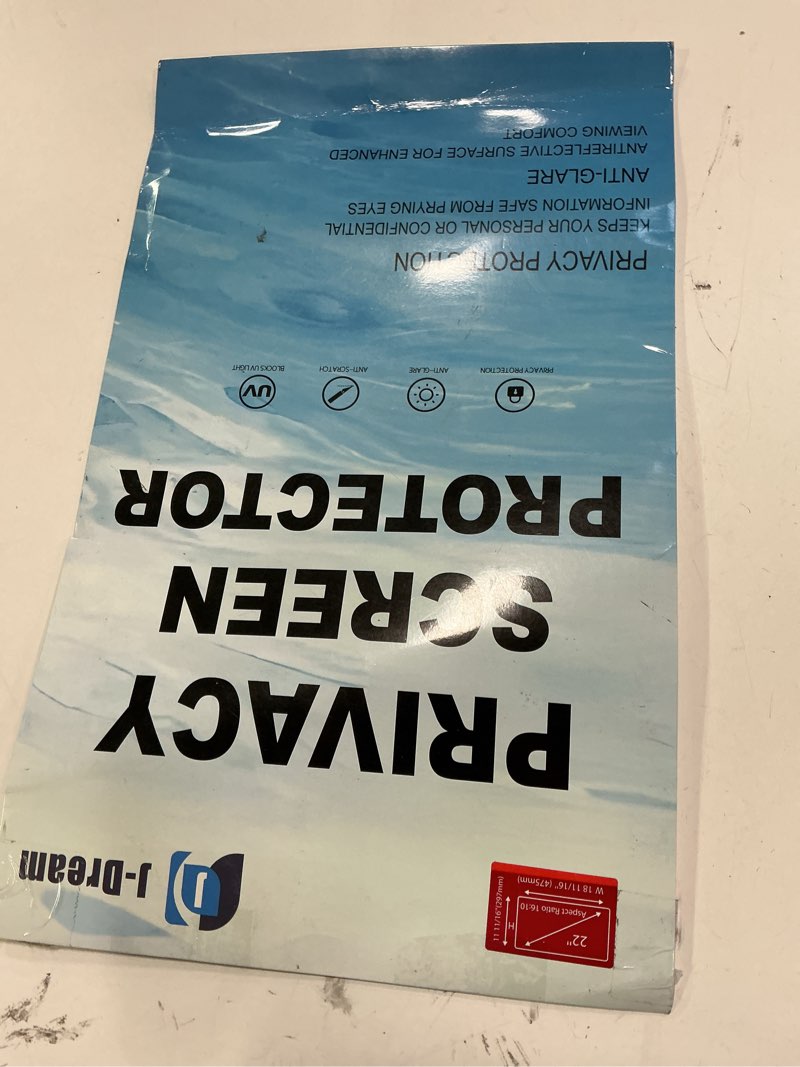 J-Dream
22"
Aspect Ratio 16:10
H
11 11/16"(297mm)
W 18 11/16" (475mm)
PRIVACY
SCREEN
PROTECTOR
PRIVACY PROTECTION
ANTI-GLARE
ANTI-SCRATCH
UV
BLOCKS UV LIGHT
PRIVACY PROTECTION
KEEPS YOUR PERSONAL OR CONFIDENTIAL
INFORMATION SAFE FROM PRYING EYES
ANTI-GLARE
ANTIREFLECTIVE SURFACE FOR ENHANCED
VIEWING COMFORT